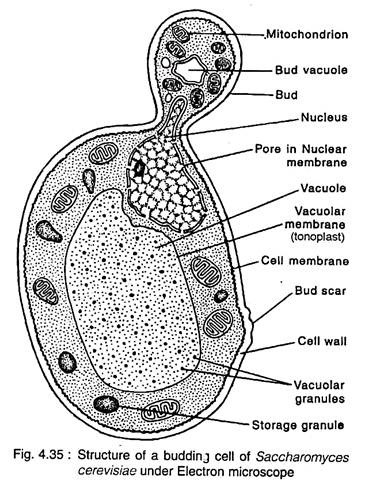 Mitochondrion
Bud vacuole
Bud
Nucleus
Pore in Nuclear
membrane
Vacuole
Vacuolar
membrane
(tonoplast)
Cell membrane
Bud scar
Cell wall
Vacuolar
granules
Storage granule
Fig. 4.35 : Structure of a budding cell of Saccharomyces
cerevisiae under Electron microscope